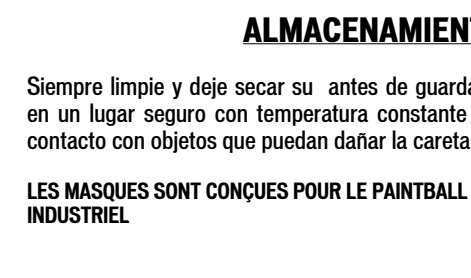 ALMACENAMIEN
Siempre limpie y deje secar su antes de guarda
en un lugar seguro con temperatura constante
contacto con objetos que puedan dañar la careta
LES MASQUES SONT CONÇUES POUR LE PAINTBALL
INDUSTRIEL